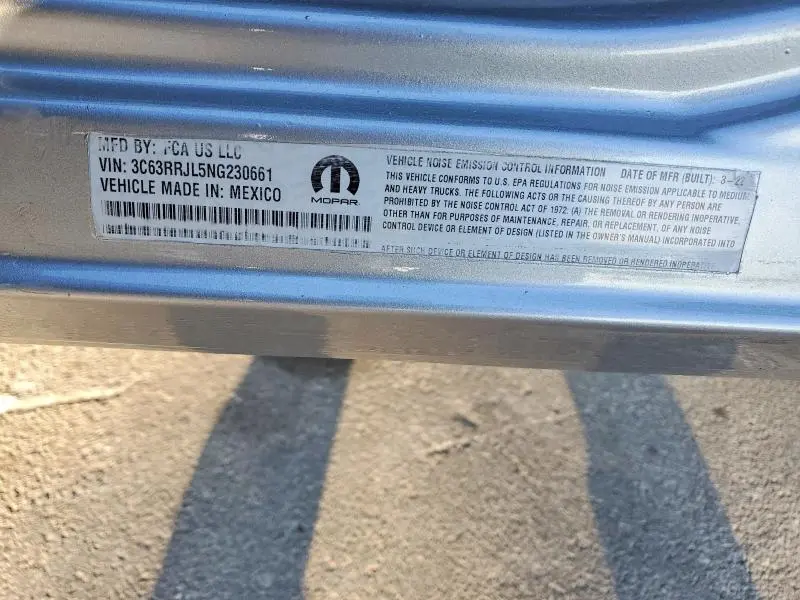 MFD BY: FCA US LLC
VIN: 3C63RRJL5NG230661
VEHICLE MADE IN: MEXICO
MOPAR
VEHICLE NOISE EMISSION CONTROL INFORMATION DATE OF MFR (BUILT): 3-22
THIS VEHICLE CONFORMS TO U.S. EPA REGULATIONS FOR NOISE EMISSION APPLICABLE TO MEDIUM
AND HEAVY TRUCKS. THE FOLLOWING ACTS OR THE CAUSING THEREOF BY ANY PERSON ARE
PROHIBITED BY THE NOISE CONTROL ACT OF 1972: (A) THE REMOVAL OR RENDERING INOPERATIVE,
OTHER THAN FOR PURPOSES OF MAINTENANCE, REPAIR, OR REPLACEMENT, OF ANY NOISE
CONTROL DEVICE OR ELEMENT OF DESIGN (LISTED IN THE OWNER'S MANUAL) INCORPORATED INTO
AFTER SUCH DEVICE OR ELEMENT OF DESIGN HAS BEEN REMOVED OR RENDERED INOPERATIVE